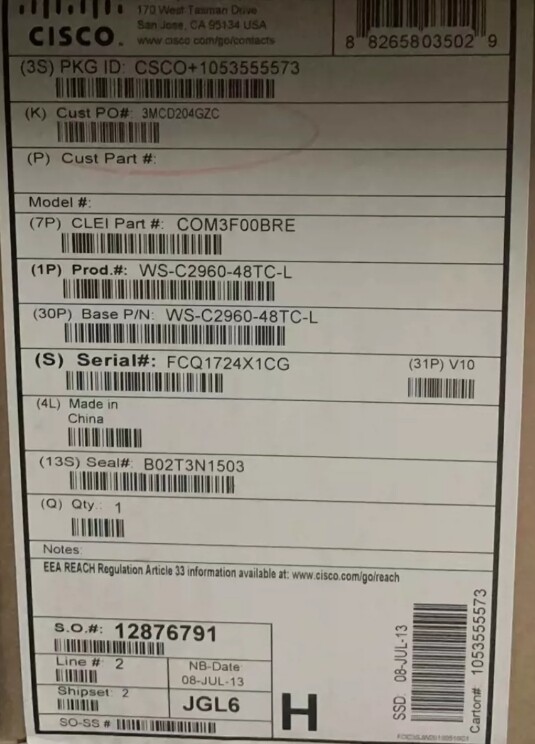 CISCO.
170 West Tasman Drive
San Jose, CA 95134 USA
www.cisco.com/go/contacts
8 82658 03502 9
(3S) PKG ID: CSCO+1053555573
(K) Cust PO#: 3MCD204GZC
(P) Cust Part #:
Model #:
(7P) CLEI Part #: COM3F00BRE
(1P) Prod.#: WS-C2960-48TC-L
(30P) Base P/N: WS-C2960-48TC-L
(S) Serial#: FCQ1724X1CG
(31P) V10
(4L) Made in
China
(13S) Seal# B02T3N1503
(Q) Qty.: 1
Notes:
EEA REACH Regulation Article 33 information available at: www.cisco.com/go/reach
S.O.#: 12876791
Line # 2
NB-Date
08-JUL-13
Shipset: 2
JGL6
SO-SS #
H
SSD: 08-JUL-13
Carton# 1053555573